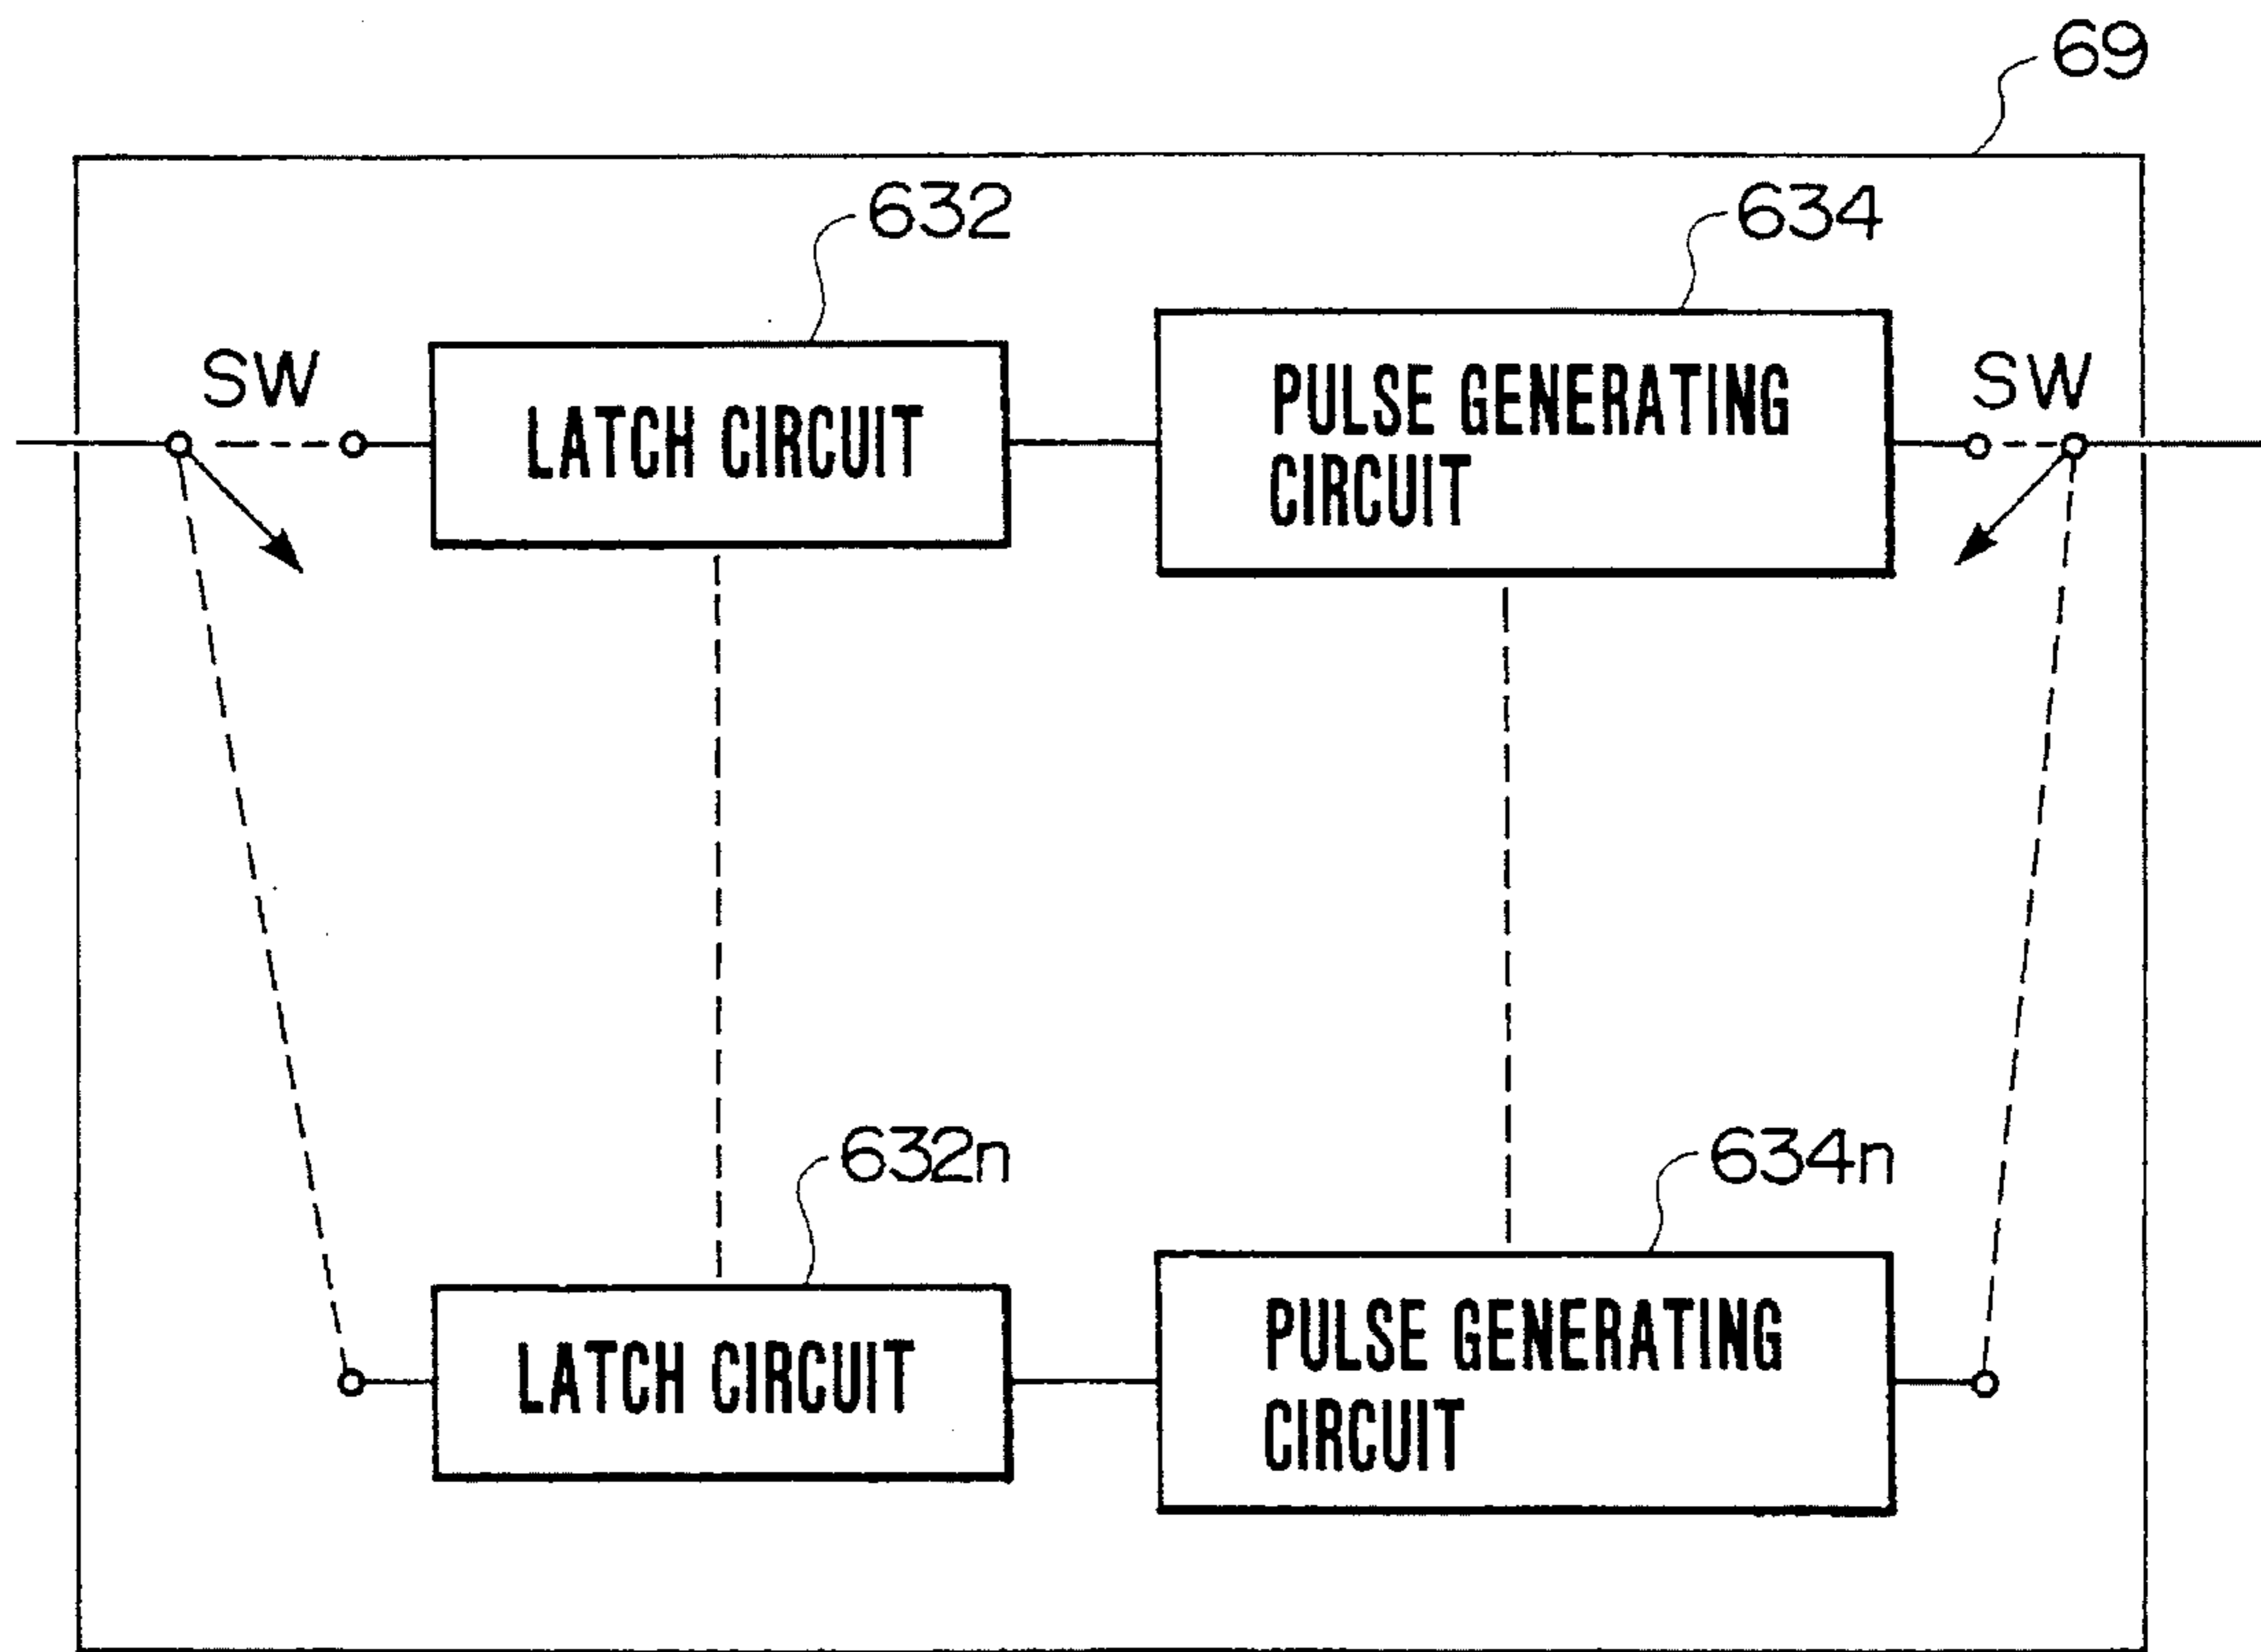 69
632
634
SW
SW
LATCH CIRCUIT
PULSE GENERATING
CIRCUIT
632n
634n
LATCH CIRCUIT
PULSE GENERATING
CIRCUIT